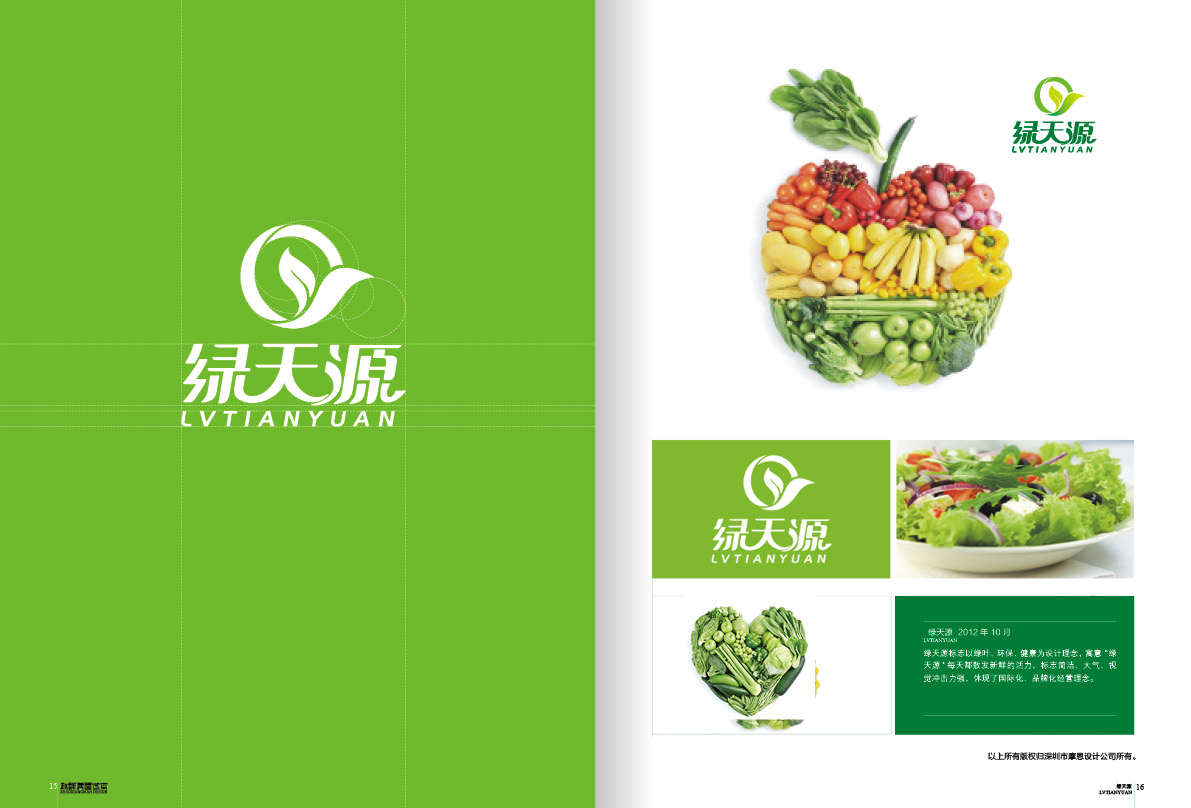 绿天源
LVTIANYUAN
15
绿天源
LVTIANYUAN
绿天源
LVTIANYUAN
绿天源 2012 年 10 月
LVTIANYUAN
绿天源标志以绿叶、环保、健康为设计理念，寓意“绿
天源”每天都散发新鲜的活力，标志简洁、大气、视
觉冲击力强，体现了国际化、品牌化经营理念。
以上所有版权归深圳市摩恩设计公司所有。
绿天源
LVTIANYUAN
16